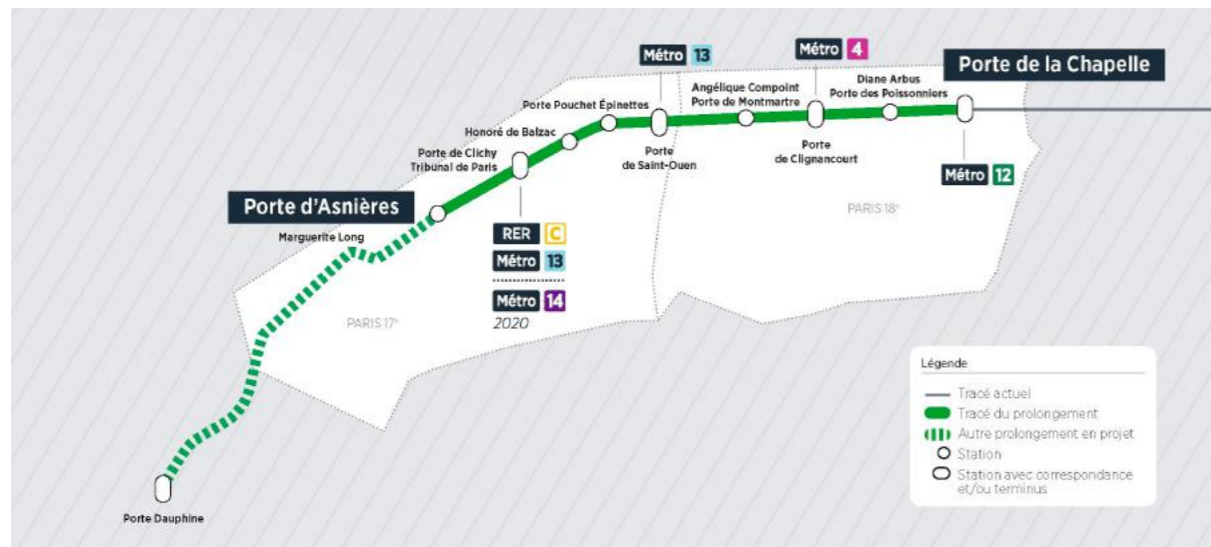 Métro 13
Métro 4
Porte de la Chapelle
Diane Arbus
Porte des Poissonniers
Angélique Compoint
Porte de Montmartre
Porte Pouchet Épinettes
Honoré de Balzac
Porte de Clichy
Tribunal de Paris
Porte
de Saint-Ouen
Porte
de Clignancourt
Métro 12
Porte d'Asnières
Marguerite Long
RER C
Métro 13
Métro 14
2020
PARIS 17e
PARIS 18e
Porte Dauphine
Légende
Tracé actuel
Tracé du prolongement
Autre prolongement en projet
Station
Station avec correspondance
et/ou terminus